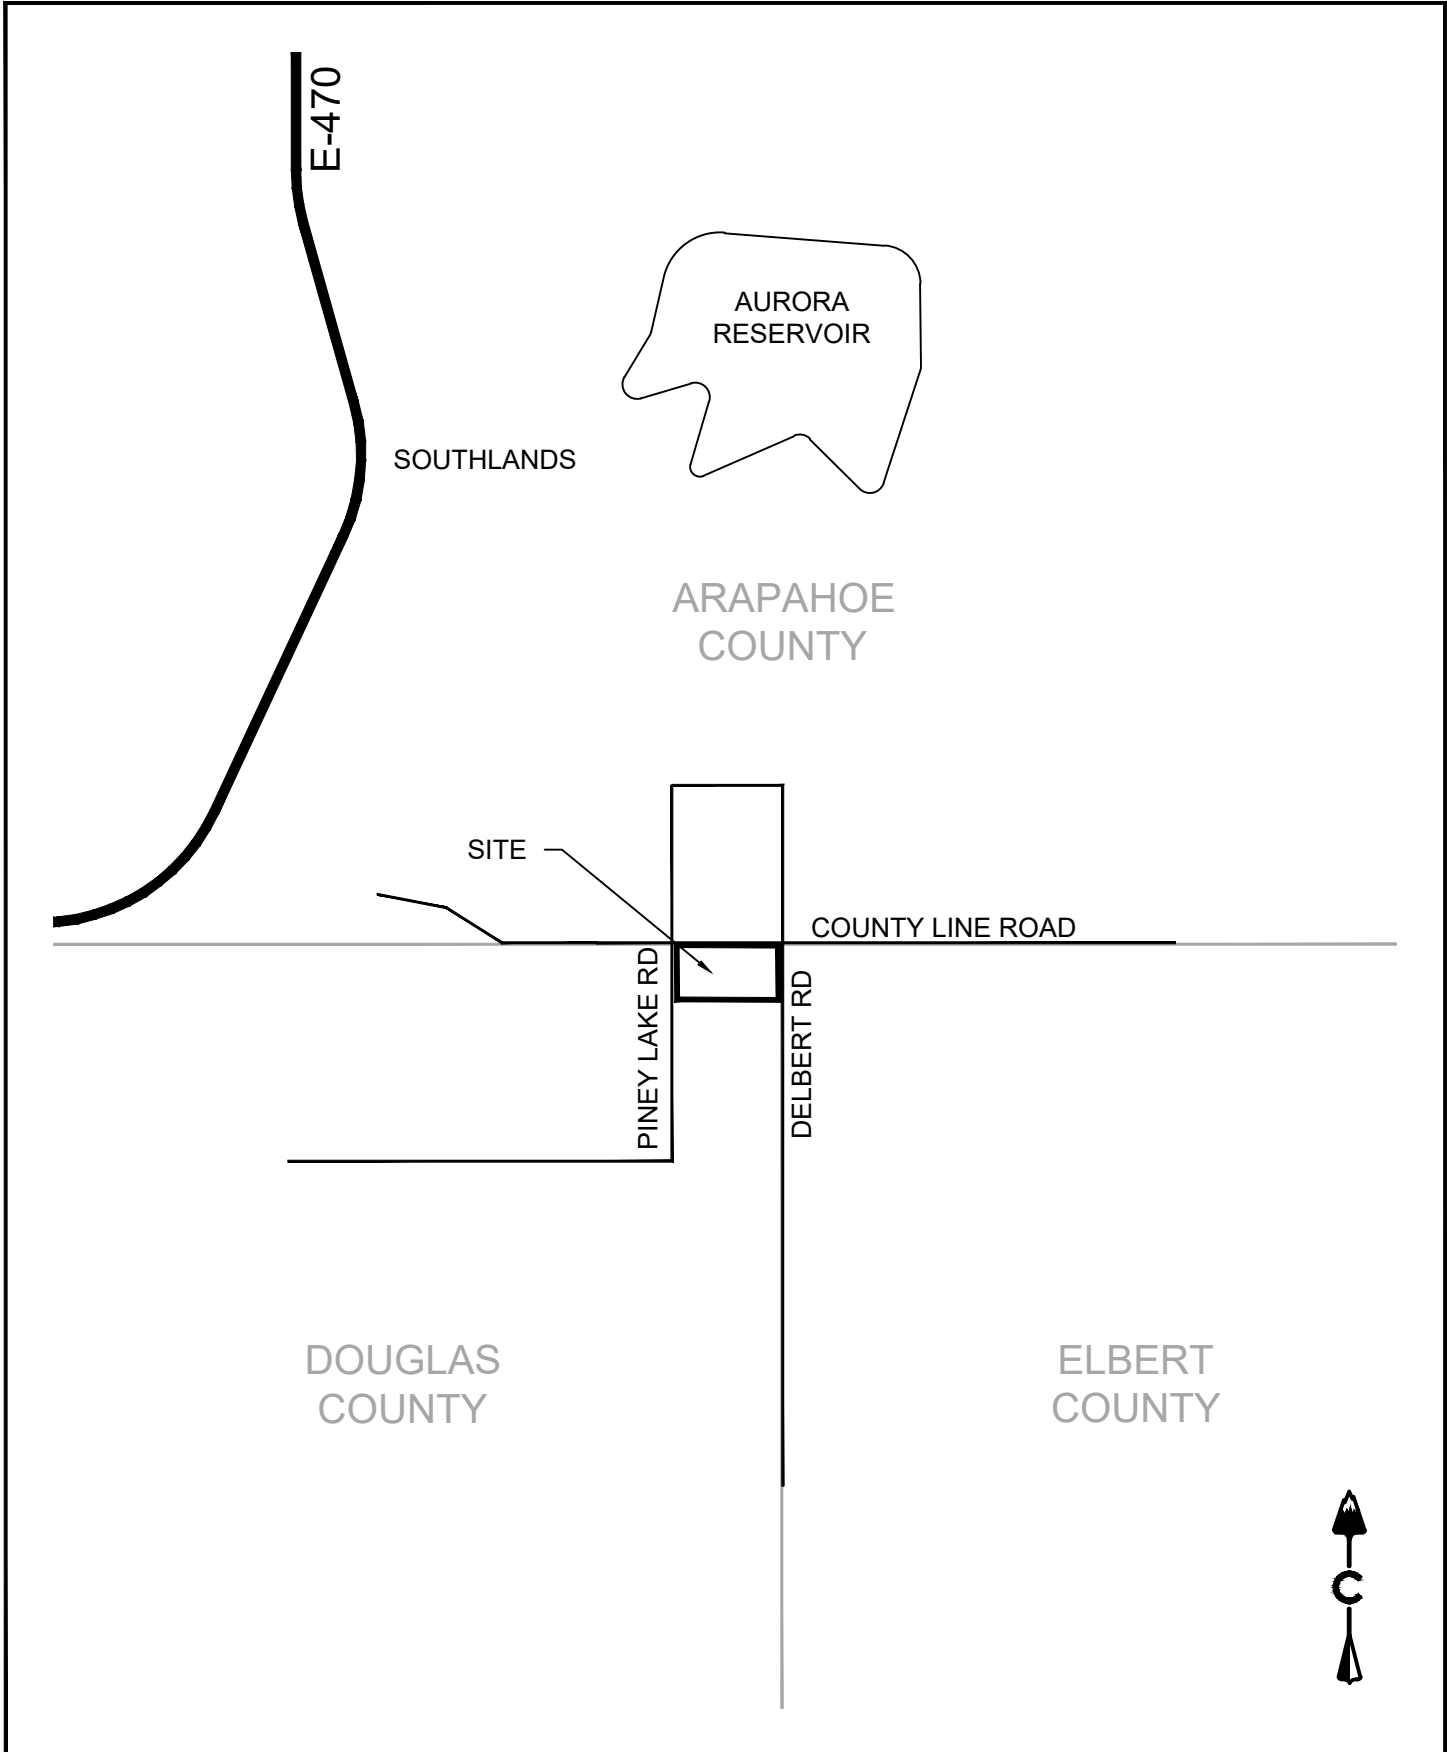 E-470
AURORA
RESERVOIR
SOUTHLANDS
ARAPAHOE
COUNTY
SITE
COUNTY LINE ROAD
PINEY LAKE RD
DELBERT RD
DOUGLAS
COUNTY
ELBERT
COUNTY
C